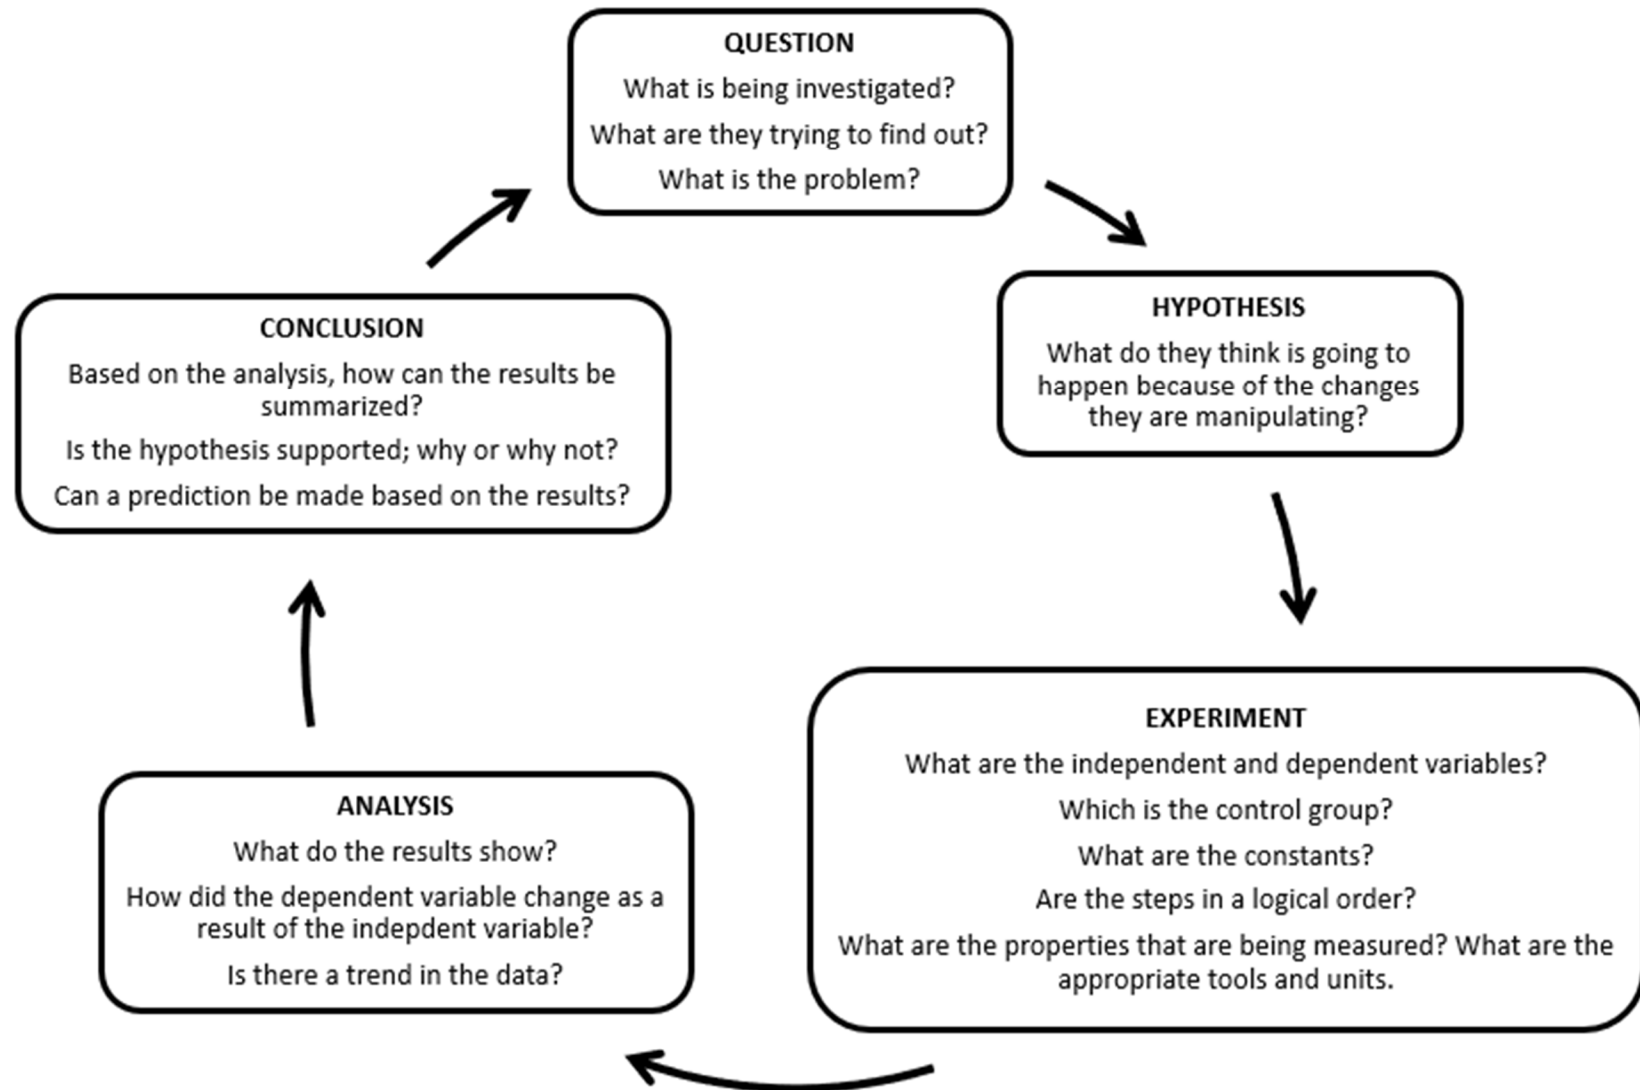 QUESTION
What is being investigated?
What are they trying to find out?
What is the problem?
HYPOTHESIS
What do they think is going to
happen because of the changes
they are manipulating?
EXPERIMENT
What are the independent and dependent variables?
Which is the control group?
What are the constants?
Are the steps in a logical order?
What are the properties that are being measured? What are the
appropriate tools and units.
ANALYSIS
What do the results show?
How did the dependent variable change as a
result of the indepdent variable?
Is there a trend in the data?
CONCLUSION
Based on the analysis, how can the results be
summarized?
Is the hypothesis supported; why or why not?
Can a prediction be made based on the results?